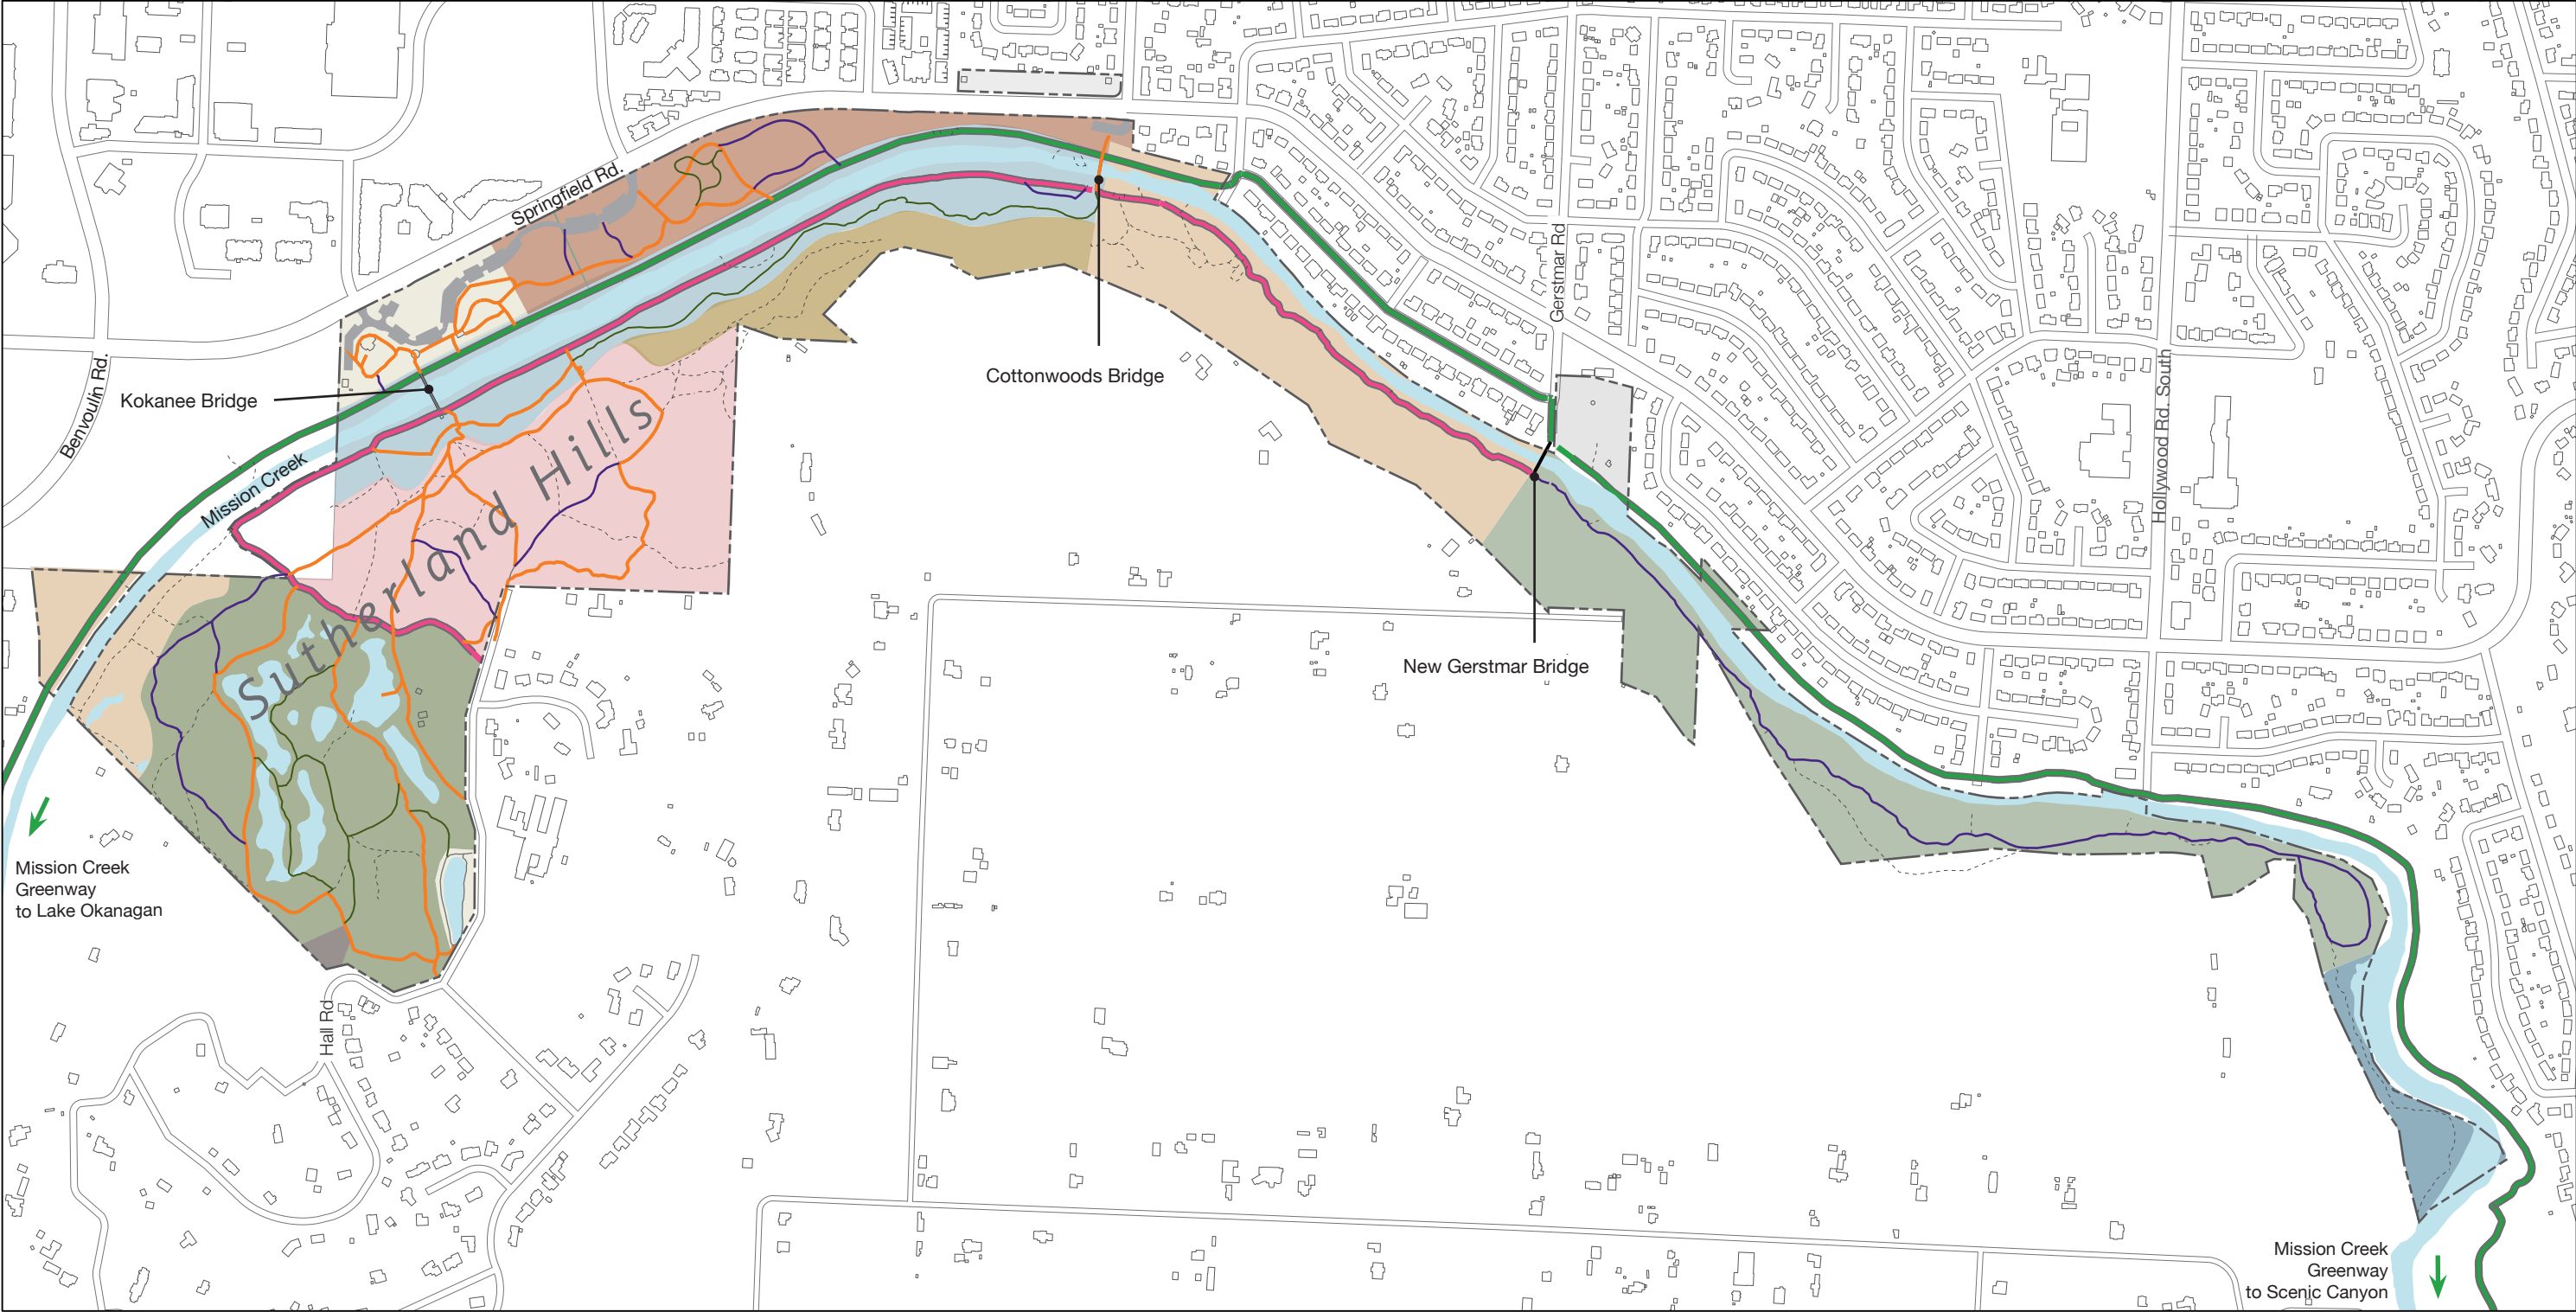 Springfield Rd.
Gerstmar Rd
Cottonwoods Bridge
Kokanee Bridge
Benvoulin Rd.
Hollywood Rd. South
Mission Creek
Sutherland Hills
New Gerstmar Bridge
Mission Creek
Greenway
to Lake Okanagan
Hall Rd
Mission Creek
Greenway
to Scenic Canyon